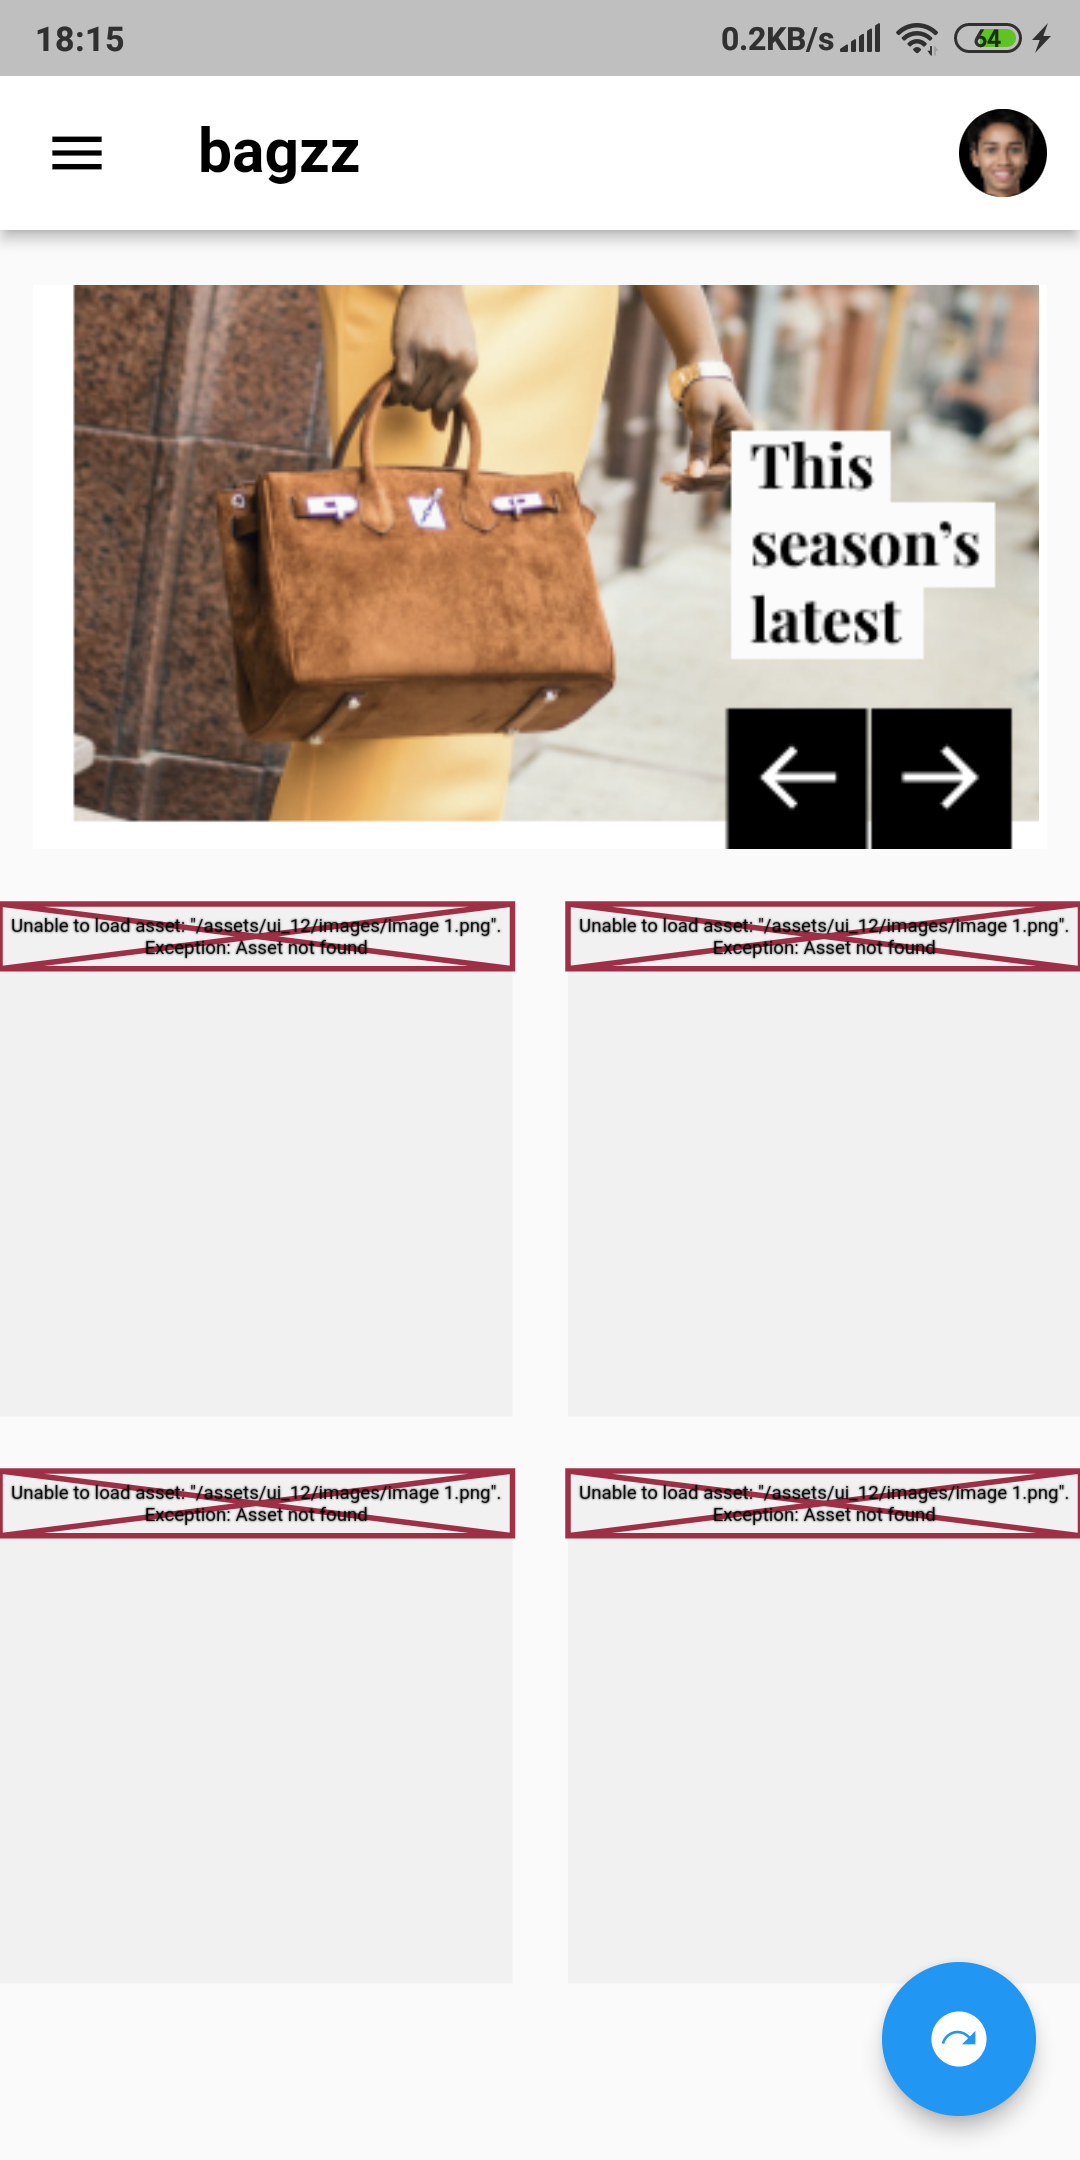 18:15
0.2KB/s
64
bagzz
This
season’s
latest
Unable to load asset: "/assets/ui_12/images/image 1.png".
Exception: Asset not found
Unable to load asset: "/assets/ui_12/images/image 1.png".
Exception: Asset not found
Unable to load asset: "/assets/ui_12/images/image 1.png".
Exception: Asset not found
Unable to load asset: "/assets/ui_12/images/image 1.png".
Exception: Asset not found